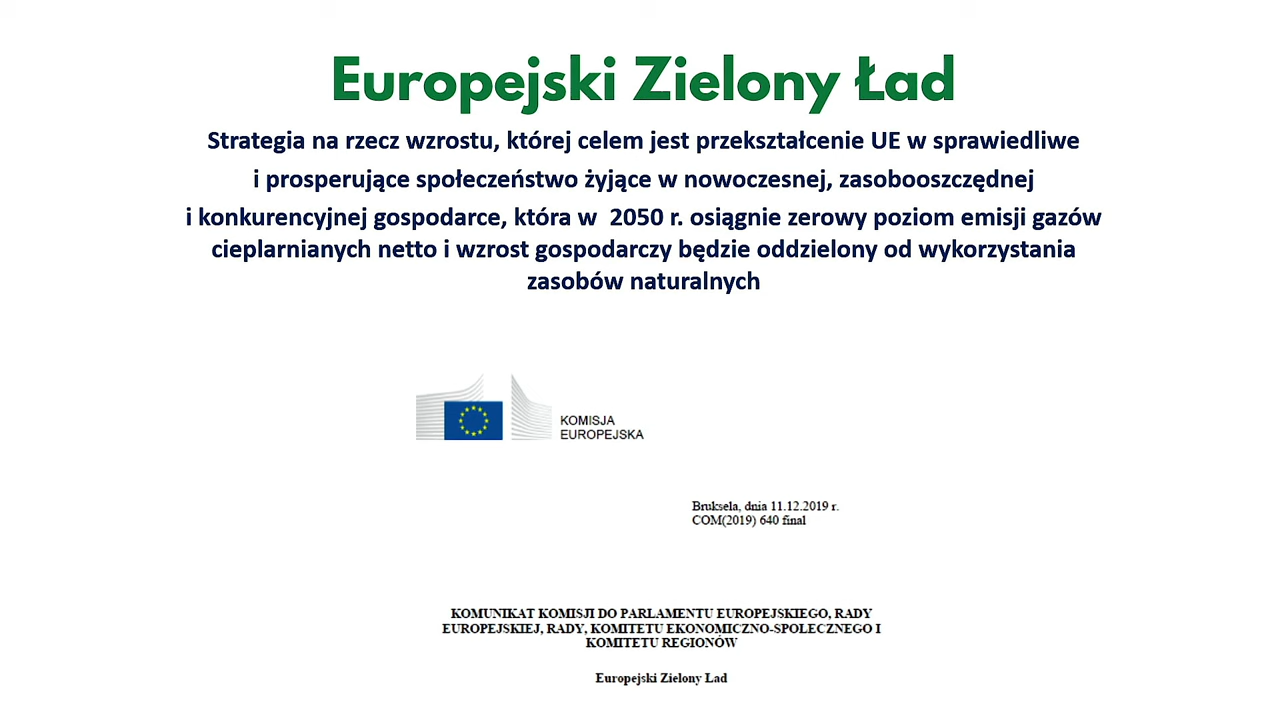 Europejski Zielony Ład
Strategia na rzecz wzrostu, której celem jest przekształcenie UE w sprawiedliwe
i prosperujące społeczeństwo żyjące w nowoczesnej, zasobooszczędnej
i konkurencyjnej gospodarce, która w 2050 r. osiągnie zerowy poziom emisji gazów
cieplarnianych netto i wzrost gospodarczy będzie oddzielony od wykorzystania
zasobów naturalnych
KOMISJA
EUROPEJSKA
Bruksela, dnia 11.12.2019 r.
COM(2019) 640 final
KOMUNIKAT KOMISJI DO PARLAMENTU EUROPEJSKIEGO, RADY
EUROPEJSKIEJ, RADY, KOMITETU EKONOMICZNO-SPOŁECZNEGO I
KOMITETU REGIONÓW
Europejski Zielony Ład